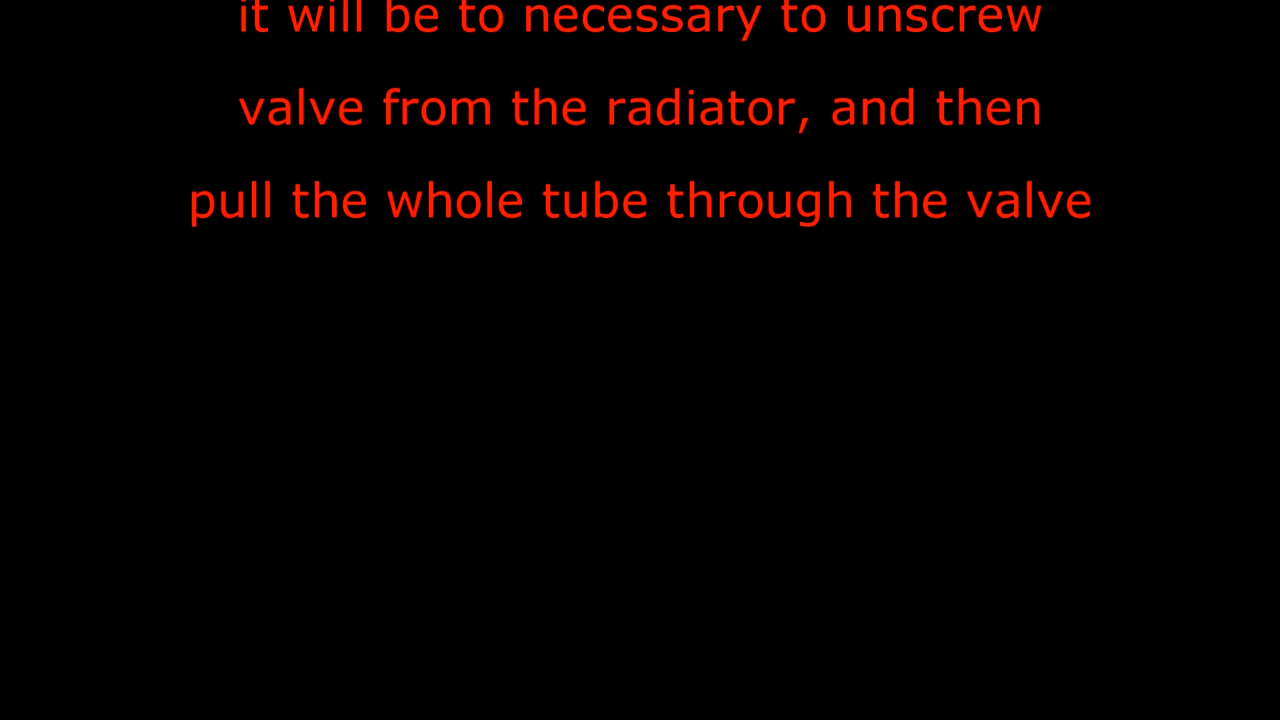 it will be to necessary to unscrew
valve from the radiator, and then
pull the whole tube through the valve